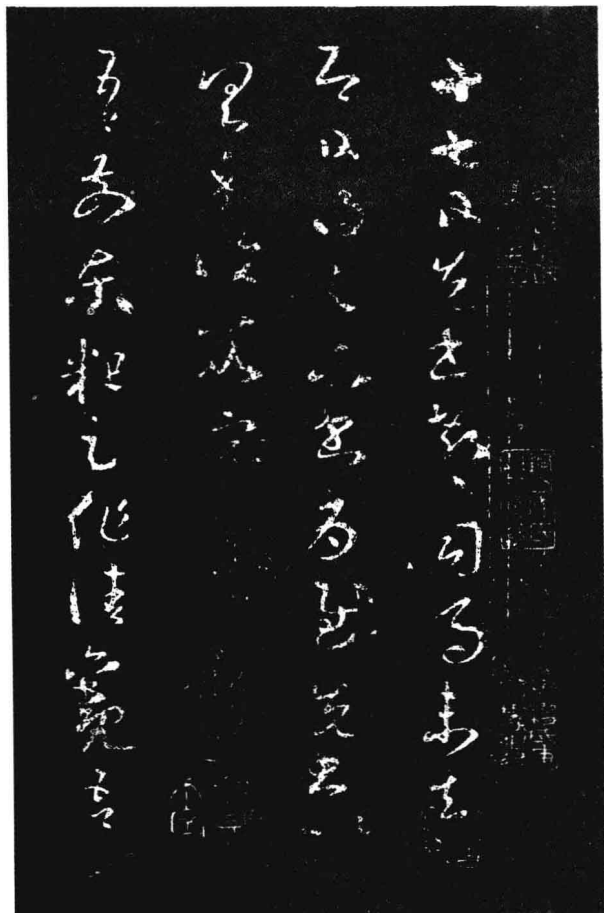 十七日先書郗司馬未去
即日得足下書為慰先書以
具示復數字
吾前東粗足作佳觀吾